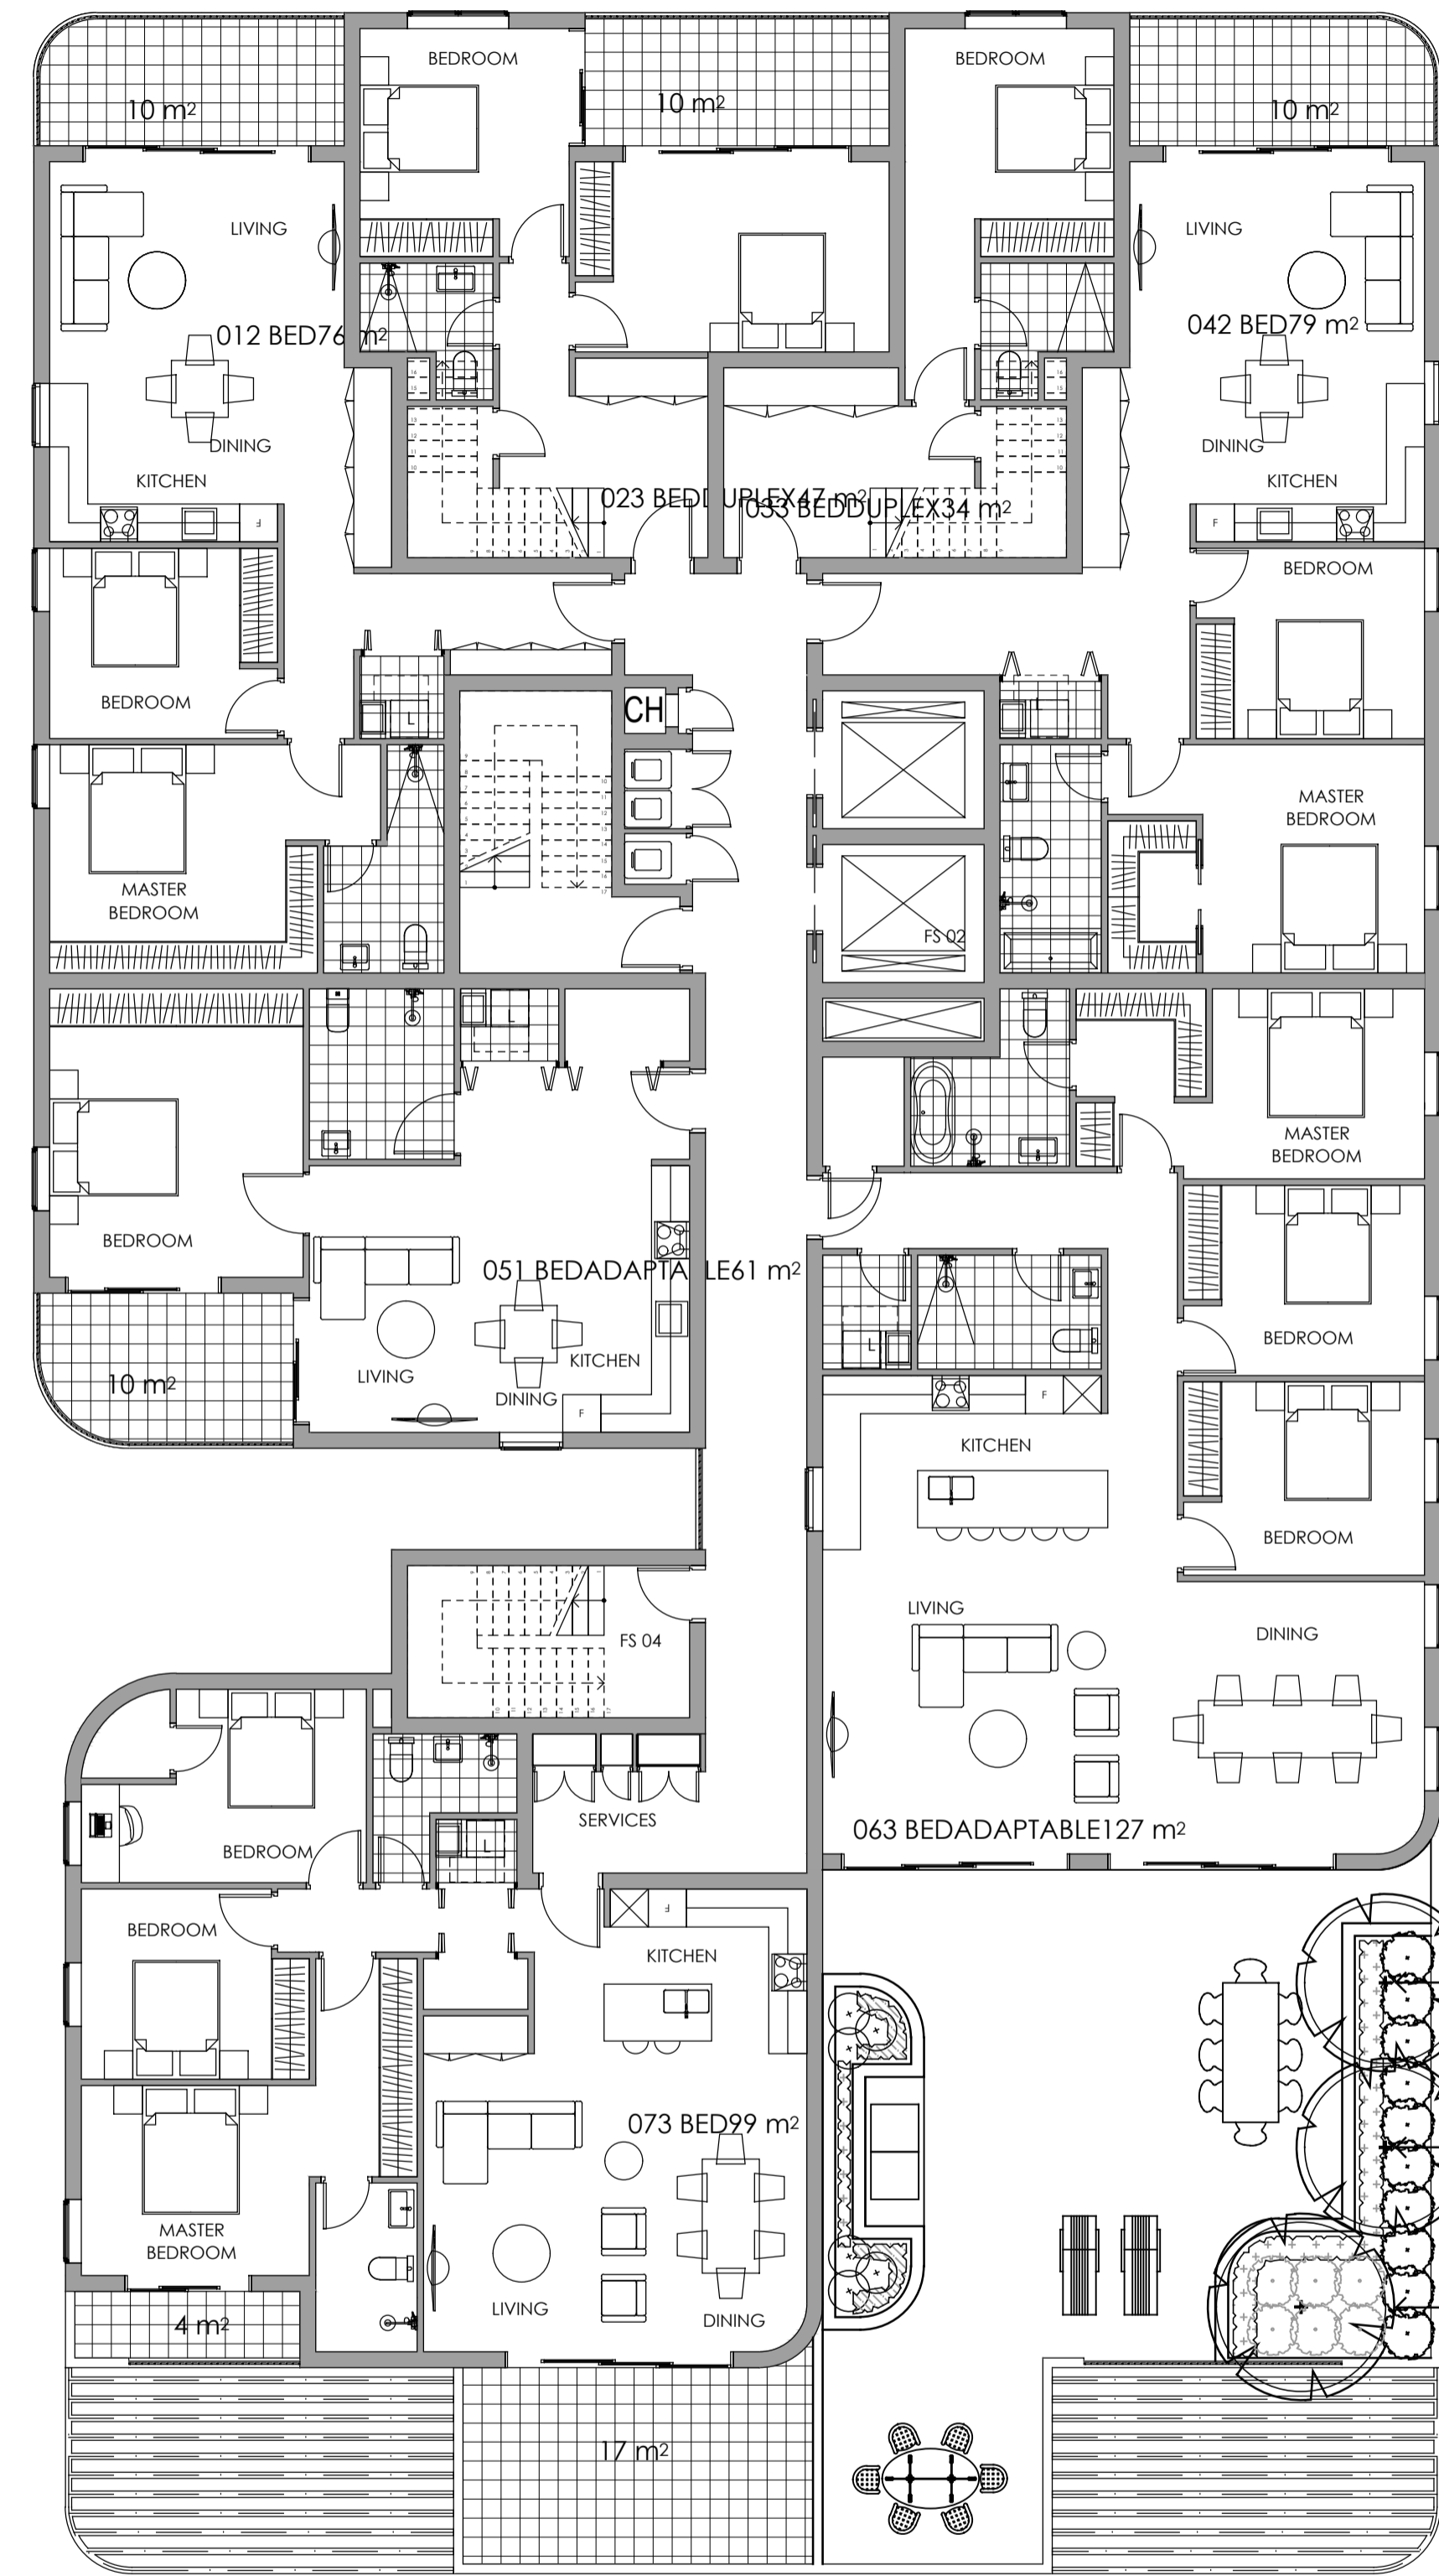 BEDROOM
BEDROOM
10 m2
10 m2
10 m2
LIVING
LIVING
012 BED76 m2
042 BED79 m2
DINING
DINING
KITCHEN
KITCHEN
F
F
023 BEDDUPLEX47 m2
033 BEDDUPLEX34 m2
BEDROOM
BEDROOM
CH
L
L
MASTER
BEDROOM
MASTER
BEDROOM
FS 02
L
MASTER
BEDROOM
BEDROOM
051 BEDADAPTABLE61 m2
BEDROOM
L
LIVING
KITCHEN
10 m2
DINING
F
F
KITCHEN
BEDROOM
LIVING
FS 04
DINING
SERVICES
063 BEDADAPTABLE127 m2
BEDROOM
L
F
BEDROOM
KITCHEN
073 BED99 m2
MASTER
BEDROOM
LIVING
DINING
4 m2
17 m2